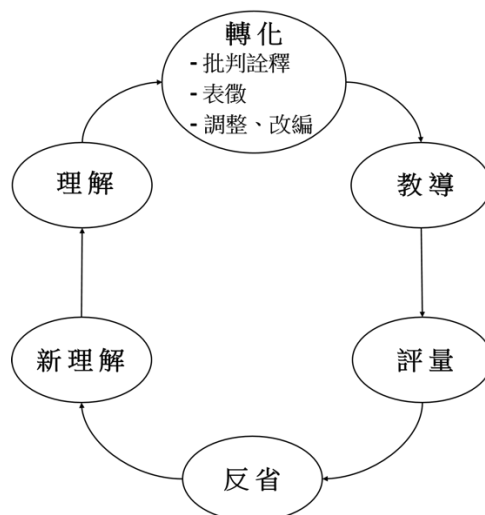 轉化
- 批判詮釋
- 表徵
- 調整、改編
理解
教導
新理解
評量
反省